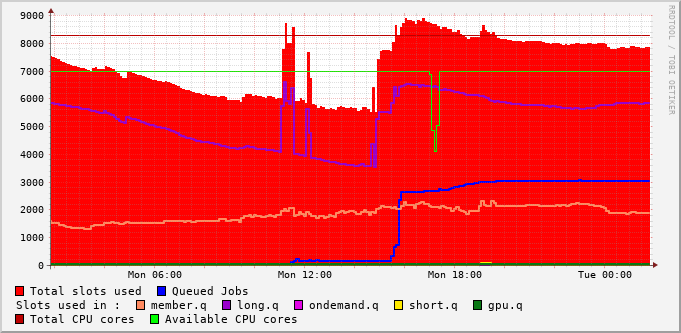 RRDTOOL / TOBI OETIKER
9000
8000
7000
6000
5000
4000
3000
2000
1000
0
Mon 06:00 Mon 12:00 Mon 18:00 Tue 00:00
Total slots used Queued Jobs
Slots used in : member.q long.q ondemand.q short.q gpu.q
Total CPU cores Available CPU cores